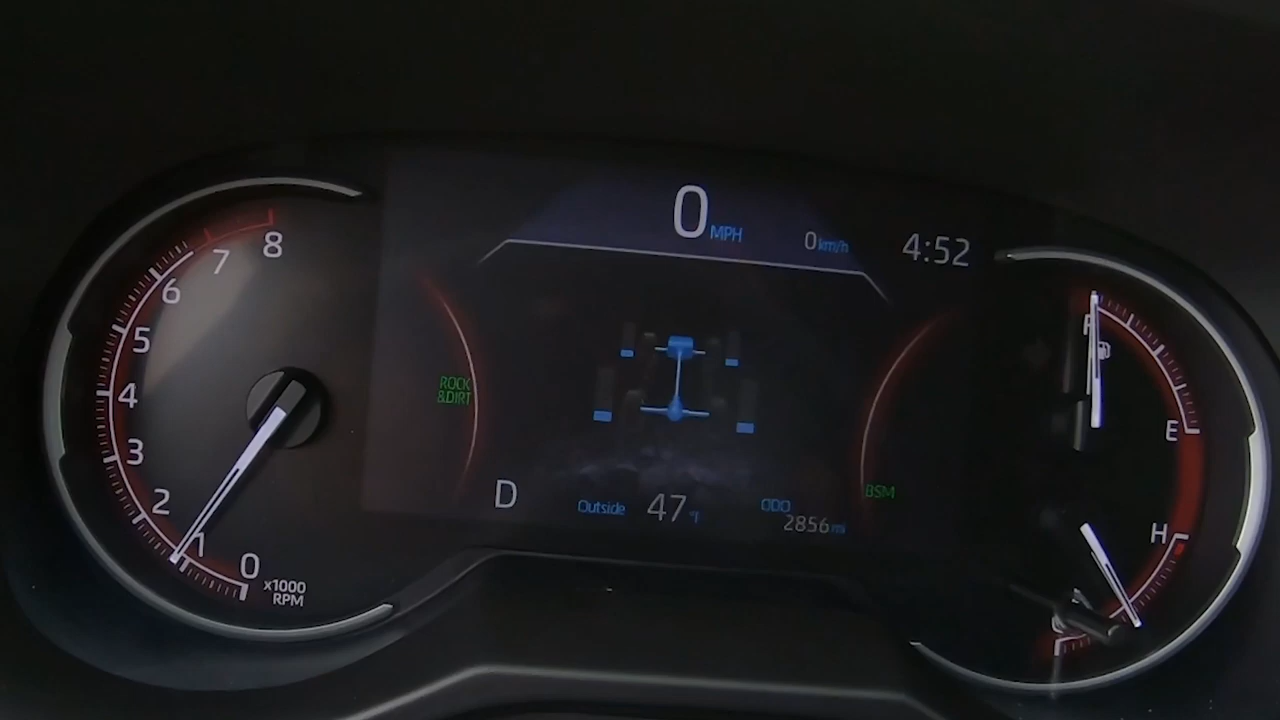 0 MPH
0 km/h
4:52
8
7
6
5
4
3
2
1
0
x1000
RPM
ROCK
&DIRT
D
Outside 47 °F
ODO
2856 mi
BSM
F
E
H